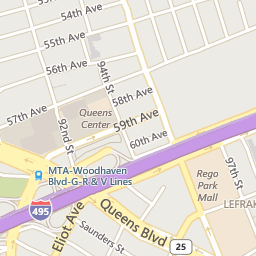 54th Ave
55th Ave
56th Ave
94th St
58th Ave
57th Ave
Queens
Center
59th Ave
92nd St
60th Ave
MTA-Woodhaven
Blvd-G-R & V Lines
97th St
Rego
Park
Mall
LEFRAK
495
Eliot Ave
Queens Blvd
Saunders St
25